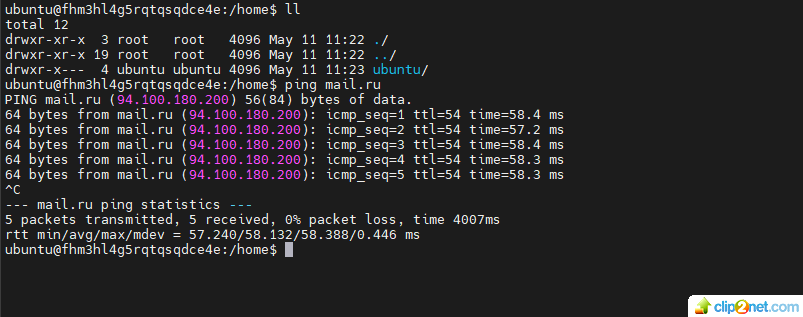 ubuntu@fhm3hl4g5rqtqsqdce4e:/home$ ll
total 12
drwxr-xr-x  3 root   root   4096 May 11 11:22 ./
drwxr-xr-x 19 root   root   4096 May 11 11:22 ../
drwxr-x---  4 ubuntu ubuntu 4096 May 11 11:23 ubuntu/
ubuntu@fhm3hl4g5rqtqsqdce4e:/home$ ping mail.ru
PING mail.ru (94.100.180.200) 56(84) bytes of data.
64 bytes from mail.ru (94.100.180.200): icmp_seq=1 ttl=54 time=58.4 ms
64 bytes from mail.ru (94.100.180.200): icmp_seq=2 ttl=54 time=57.2 ms
64 bytes from mail.ru (94.100.180.200): icmp_seq=3 ttl=54 time=58.4 ms
64 bytes from mail.ru (94.100.180.200): icmp_seq=4 ttl=54 time=58.3 ms
64 bytes from mail.ru (94.100.180.200): icmp_seq=5 ttl=54 time=58.3 ms
^C
--- mail.ru ping statistics ---
5 packets transmitted, 5 received, 0% packet loss, time 4007ms
rtt min/avg/max/mdev = 57.240/58.132/58.388/0.446 ms
ubuntu@fhm3hl4g5rqtqsqdce4e:/home$
clip2net.com